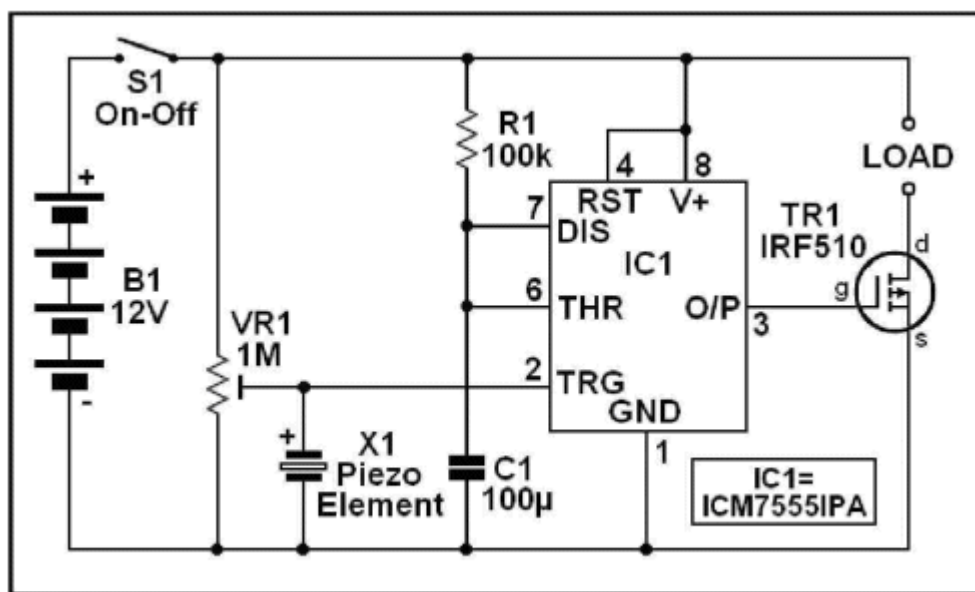 S1
On-Off
R1
100k
4
8
LOAD
RST
V+
7
DIS
TR1
IRF510
d
+
IC1
B1
12V
6
THR
O/P
3
g
s
VR1
1M
2
TRG
GND
1
-
+
X1
Piezo
Element
C1
100µ
IC1=
ICM7555IPA